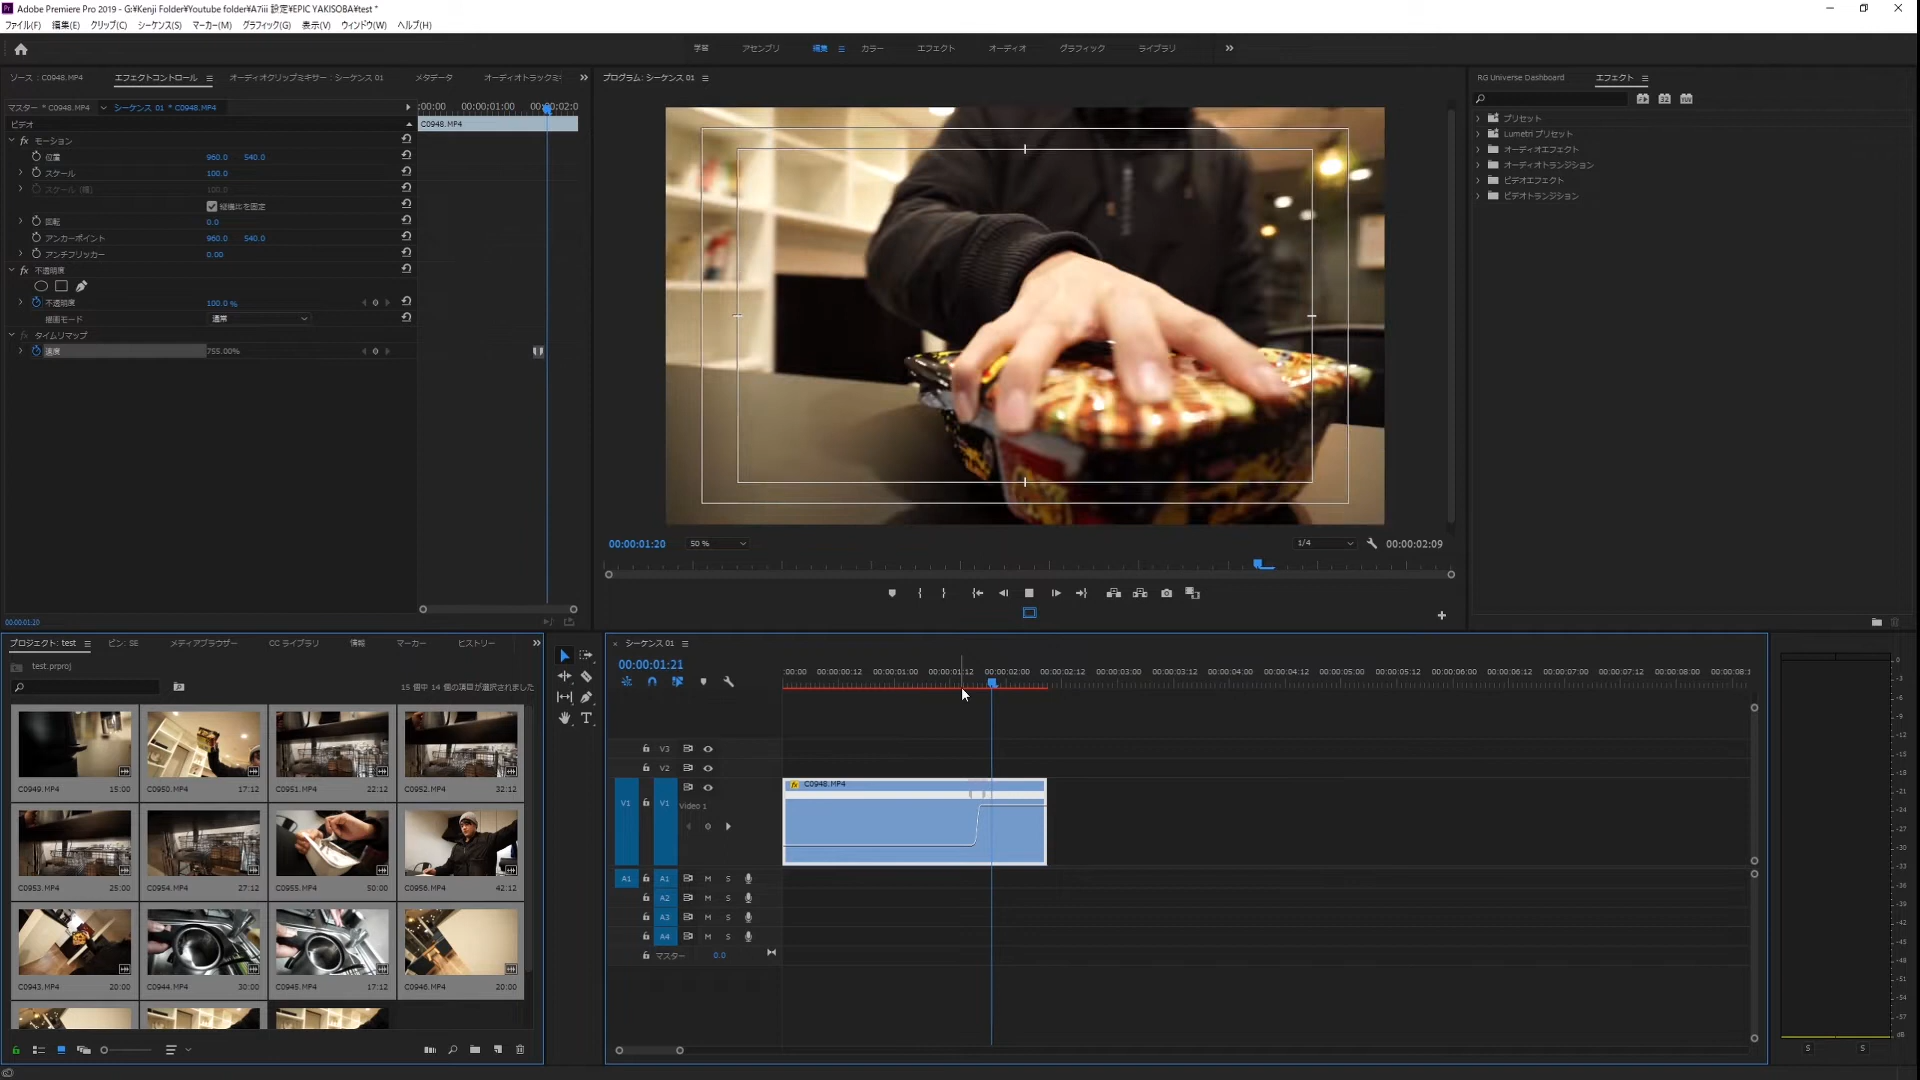 Adobe Premiere Pro 2019 - G:¥Kenji Folder¥Youtube folder¥A7iii 設定¥EPIC YAKISOBA¥test *
ファイル(F) 編集(E) クリップ(C) シーケンス(S) マーカー(M) グラフィック(G) 表示(V) ウィンドウ(W) ヘルプ(H)
学習 アセンブリ 編集 カラー エフェクト オーディオ グラフィック ライブラリ
ソース : C0948.MP4 エフェクトコントロール オーディオクリップミキサー : シーケンス 01 メタデータ オーディオトラックミ
プログラム: シーケンス 01
RG Universe Dashboard エフェクト
マスター * C0948.MP4 シーケンス 01 * C0948.MP4
;00:00 00:00:01:00 00:00:02:0
ビデオ
C0948.MP4
モーション
位置 960.0 540.0
スケール 100.0
スケール (幅) 100.0
縦横比を固定
回転 0.0
アンカーポイント 960.0 540.0
アンチフリッカー 0.00
不透明度
不透明度 100.0 %
描画モード 通常
タイムリマップ
速度 755.00%
プリセット
Lumetri プリセット
オーディオエフェクト
オーディオトランジション
ビデオエフェクト
ビデオトランジション
00:00:01:20 50 % 1/4 00:00:02:09
00:00:01:20
プロジェクト: test ビン: SE メディアブラウザー CC ライブラリ 情報 マーカー ヒストリー
test.prproj
15 個中 14 個の項目が選択されました
C0949.MP4 15:00 C0950.MP4 17:12 C0951.MP4 22:12 C0952.MP4 32:12
C0953.MP4 25:00 C0954.MP4 27:12 C0955.MP4 50:00 C0956.MP4 42:12
C0943.MP4 20:00 C0944.MP4 30:00 C0945.MP4 17:12 C0946.MP4 20:00
シーケンス 01
00:00:01:21
:00:00 00:00:00:12 00:00:01:00 00:00:01:12 00:00:02:00 00:00:02:12 00:00:03:00 00:00:03:12 00:00:04:00 00:00:04:12 00:00:05:00 00:00:05:12 00:00:06:00 00:00:06:12 00:00:07:00 00:00:07:12 00:00:08:00 00:00:08:1
V3
V2
V1 V1 Video 1
C0948.MP4
A1 A1 M S
A2 M S
A3 M S
A4 M S
マスター 0.0
0
-3
-6
-9
-12
-15
-18
-21
-24
-27
-30
-33
-36
-39
-42
-45
-48
-51
-54
-57
dB
S S